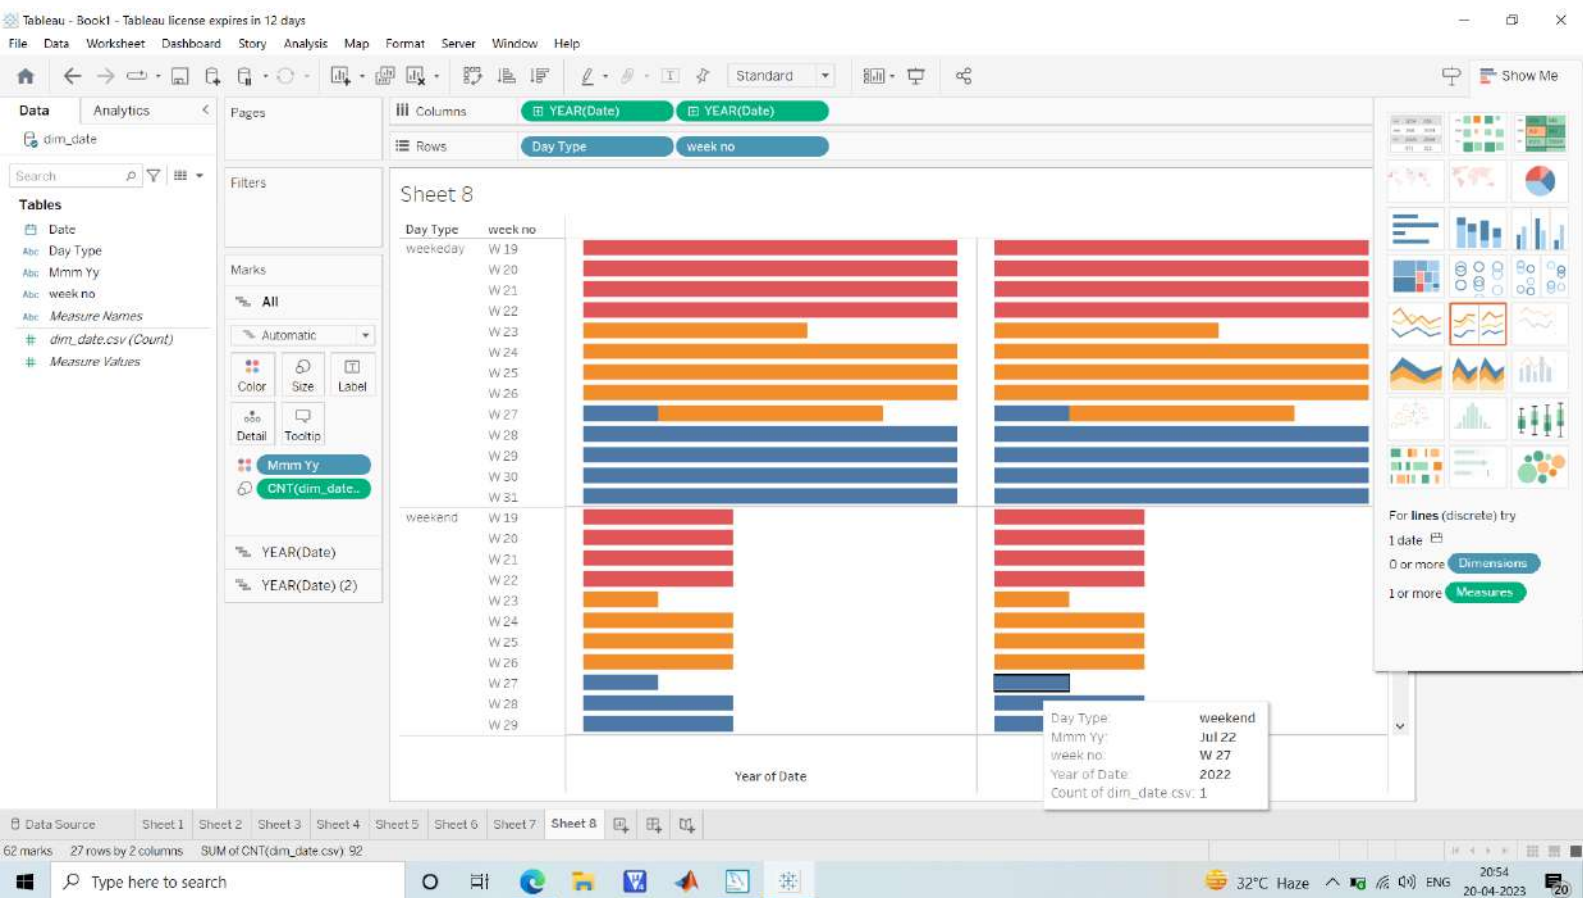 Tableau - Book1 - Tableau license expires in 12 days
File Data Worksheet Dashboard Story Analysis Map Format Server Window Help
Standard
Show Me
Data Analytics
dim_date
Search
Tables
Date
Abc Day Type
Abc Mmm Yy
Abc week no
Abc Measure Names
# dim_date.csv (Count)
# Measure Values
Pages
Filters
Marks
All
Automatic
Color Size Label
Detail Tooltip
Mmm Yy
CNT(dim_date..
YEAR(Date)
YEAR(Date) (2)
Columns YEAR(Date) YEAR(Date)
Rows Day Type week no
Sheet 8
Day Type week no
weekeday W 19
W 20
W 21
W 22
W 23
W 24
W 25
W 26
W 27
W 28
W 29
W 30
W 31
weekend W 19
W 20
W 21
W 22
W 23
W 24
W 25
W 26
W 27
W 28
W 29
Year of Date
Day Type: weekend
Mmm Yy: Jul 22
week no: W 27
Year of Date: 2022
Count of dim_date.csv: 1
For lines (discrete) try
1 date
0 or more Dimensions
1 or more Measures
Data Source Sheet 1 Sheet 2 Sheet 3 Sheet 4 Sheet 5 Sheet 6 Sheet 7 Sheet 8
62 marks 27 rows by 2 columns SUM of CNT(dim_date.csv): 92
Type here to search
32°C Haze ENG
20:54
20-04-2023
20